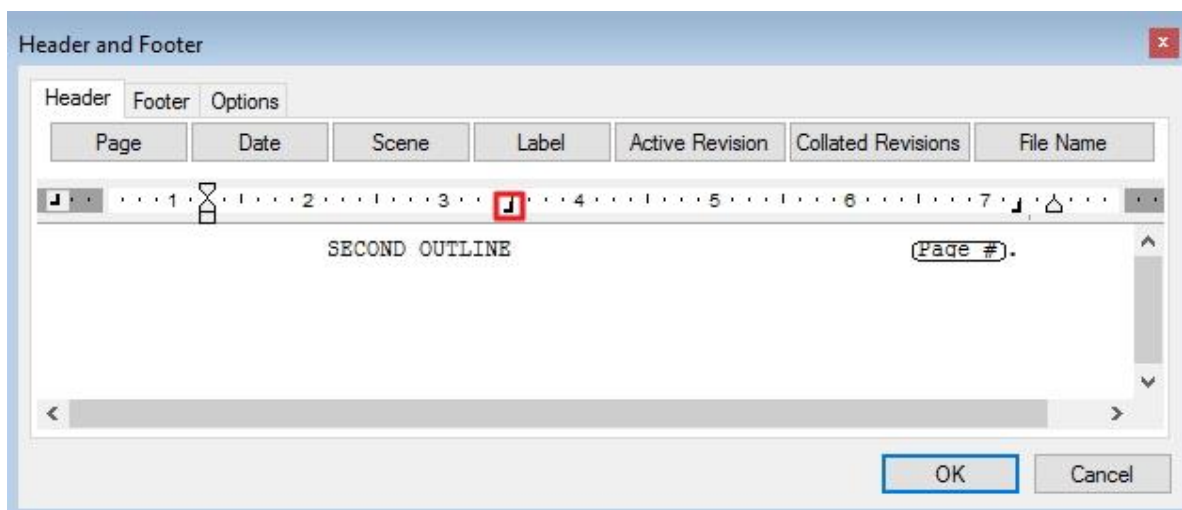 Header and Footer
x
Header Footer Options
Page Date Scene Label Active Revision Collated Revisions File Name
1 2 3 4 5 6 7
SECOND OUTLINE Page #.
OK Cancel